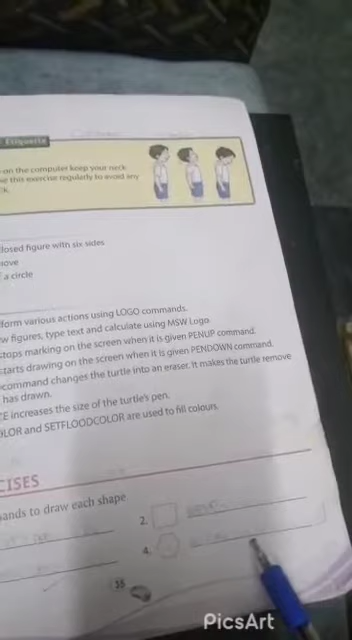 Etiquette
on the computer keep your neck
this exercise regularly to avoid any
closed figure with six sides
move
a circle
form various actions using LOGO commands.
w figures, type text and calculate using MSW Logo.
stops marking on the screen when it is given PENUP command.
starts drawing on the screen when it is given PENDOWN command.
command changes the turtle into an eraser. It makes the turtle remove
has drawn.
E increases the size of the turtle's pen.
OLOR and SETFLOODCOLOR are used to fill colours.
CISES
ands to draw each shape
2.
4.
35
PicsArt